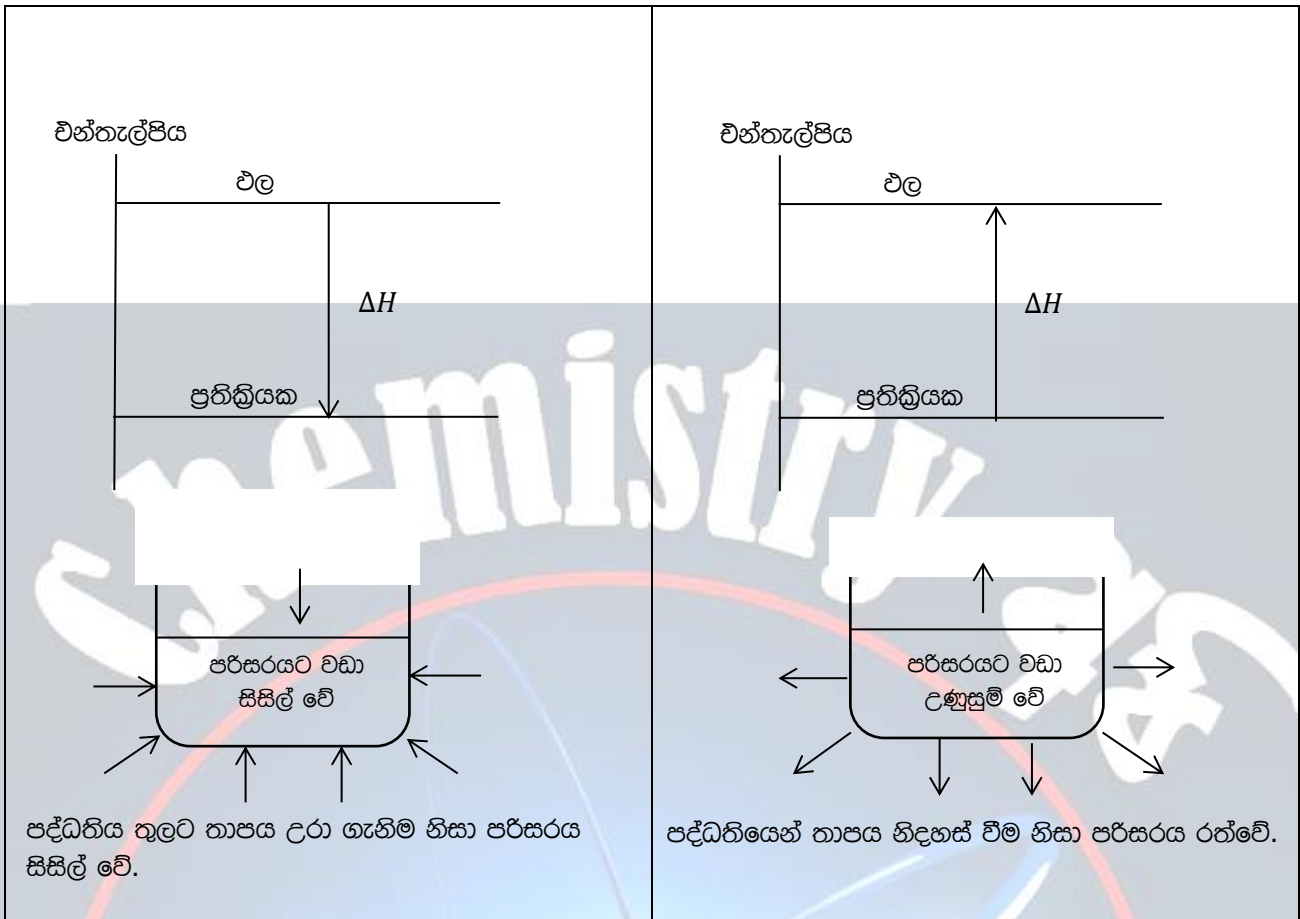 එන්තැල්පිය
ඵල
ΔH
ප්‍රතික්‍රියක
පරිසරයට වඩා
සිසිල් වේ
පද්ධතිය තුලට තාපය උරා ගැනිම නිසා පරිසරය
සිසිල් වේ.
එන්තැල්පිය
ඵල
ΔH
ප්‍රතික්‍රියක
පරිසරයට වඩා
උණුසුම් වේ
පද්ධතියෙන් තාපය නිදහස් වීම නිසා පරිසරය රත්වේ.
Chemistry